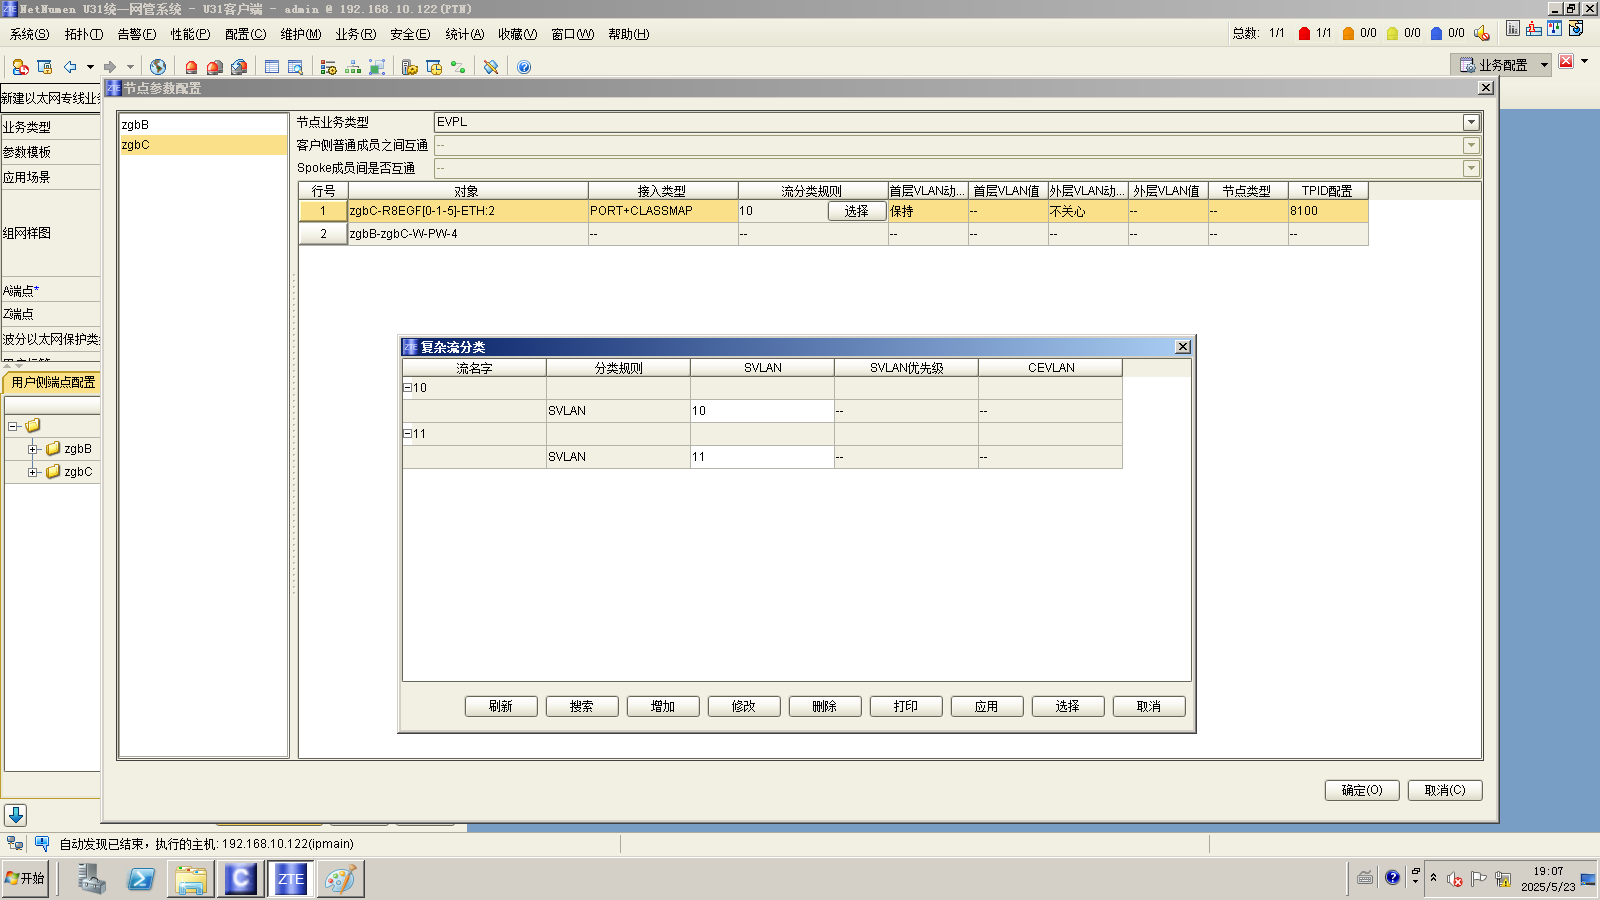 NetNumen U31统一网管系统 - U31客户端 - admin @ 192.168.10.122(PTN)
系统(S) 拓扑(T) 告警(F) 性能(P) 配置(C) 维护(M) 业务(R) 安全(E) 统计(A) 收藏(V) 窗口(W) 帮助(H)
总数: 1/1 1/1 0/0 0/0 0/0
业务配置
新建以太网专线业务
业务类型
参数模板
应用场景
组网样图
A端点*
Z端点
波分以太网保护类
用户侧端点配置
zgbB
zgbC
节点参数配置
zgbB
zgbC
节点业务类型 EVPL
客户侧普通成员之间互通 --
Spoke成员间是否互通 --
行号 对象 接入类型 流分类规则 首层VLAN动... 首层VLAN值 外层VLAN动... 外层VLAN值 节点类型 TPID配置
1 zgbC-R8EGF[0-1-5]-ETH:2 PORT+CLASSMAP 10 选择 保持 -- 不关心 -- -- 8100
2 zgbB-zgbC-W-PW-4 -- -- -- -- -- -- -- --
复杂流分类
流名字 分类规则 SVLAN SVLAN优先级 CEVLAN
10
SVLAN 10 -- --
11
SVLAN 11 -- --
刷新 搜索 增加 修改 删除 打印 应用 选择 取消
确定(O) 取消(C)
自动发现已结束，执行的主机: 192.168.10.122(ipmain)
开始
C
ZTE
19:07
2025/5/23